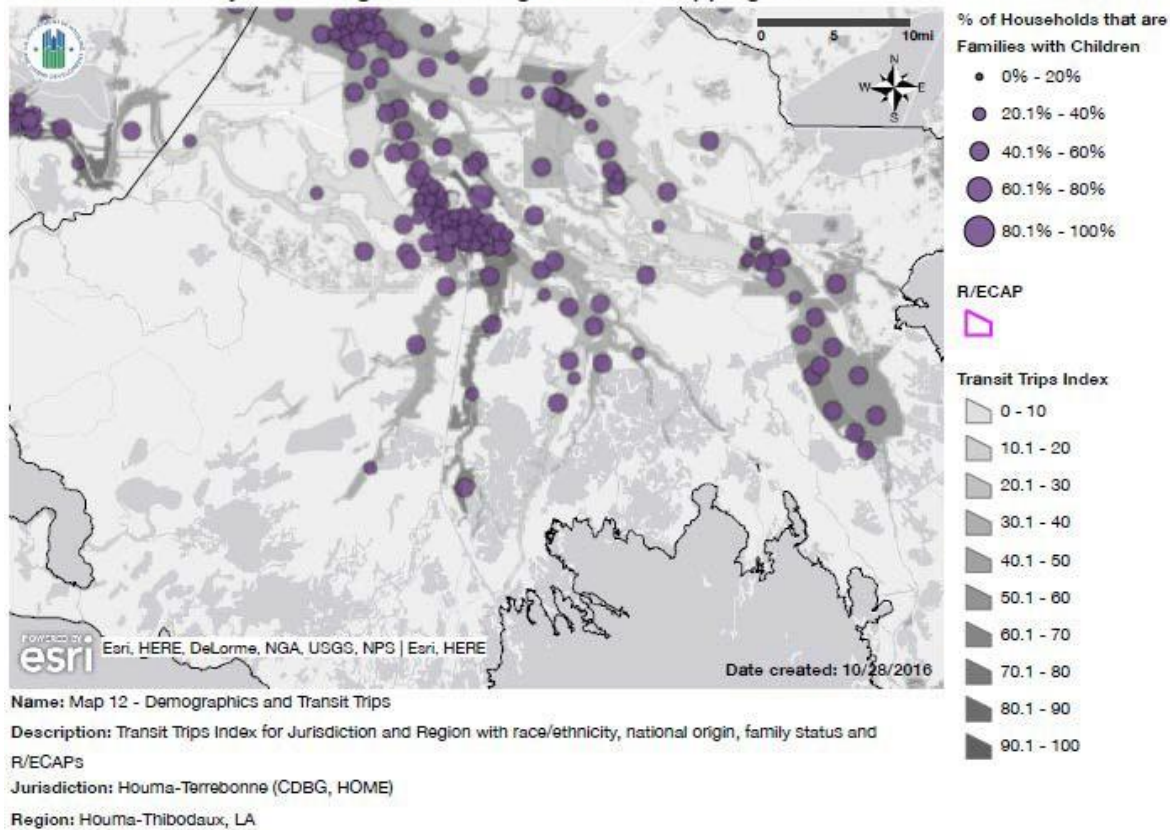 0 5 10mi
N
W E
S
% of Households that are
Families with Children
0% - 20%
20.1% - 40%
40.1% - 60%
60.1% - 80%
80.1% - 100%
R/ECAP
Transit Trips Index
0 - 10
10.1 - 20
20.1 - 30
30.1 - 40
40.1 - 50
50.1 - 60
60.1 - 70
70.1 - 80
80.1 - 90
90.1 - 100
POWERED BY
esri
Esri, HERE, DeLorme, NGA, USGS, NPS | Esri, HERE
Date created: 10/28/2016
Name: Map 12 - Demographics and Transit Trips
Description: Transit Trips Index for Jurisdiction and Region with race/ethnicity, national origin, family status and
R/ECAPs
Jurisdiction: Houma-Terrebonne (CDBG, HOME)
Region: Houma-Thibodaux, LA